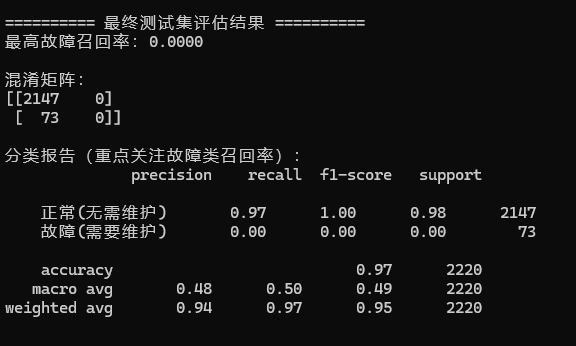 ========== 最终测试集评估结果 ==========
最高故障召回率: 0.0000
混淆矩阵:
[[2147    0]
 [  73    0]]
分类报告（重点关注故障类召回率）:
              precision    recall  f1-score   support
    正常(无需维护)       0.97      1.00      0.98      2147
    故障(需要维护)       0.00      0.00      0.00        73
    accuracy                           0.97      2220
   macro avg       0.48      0.50      0.49      2220
weighted avg       0.94      0.97      0.95      2220